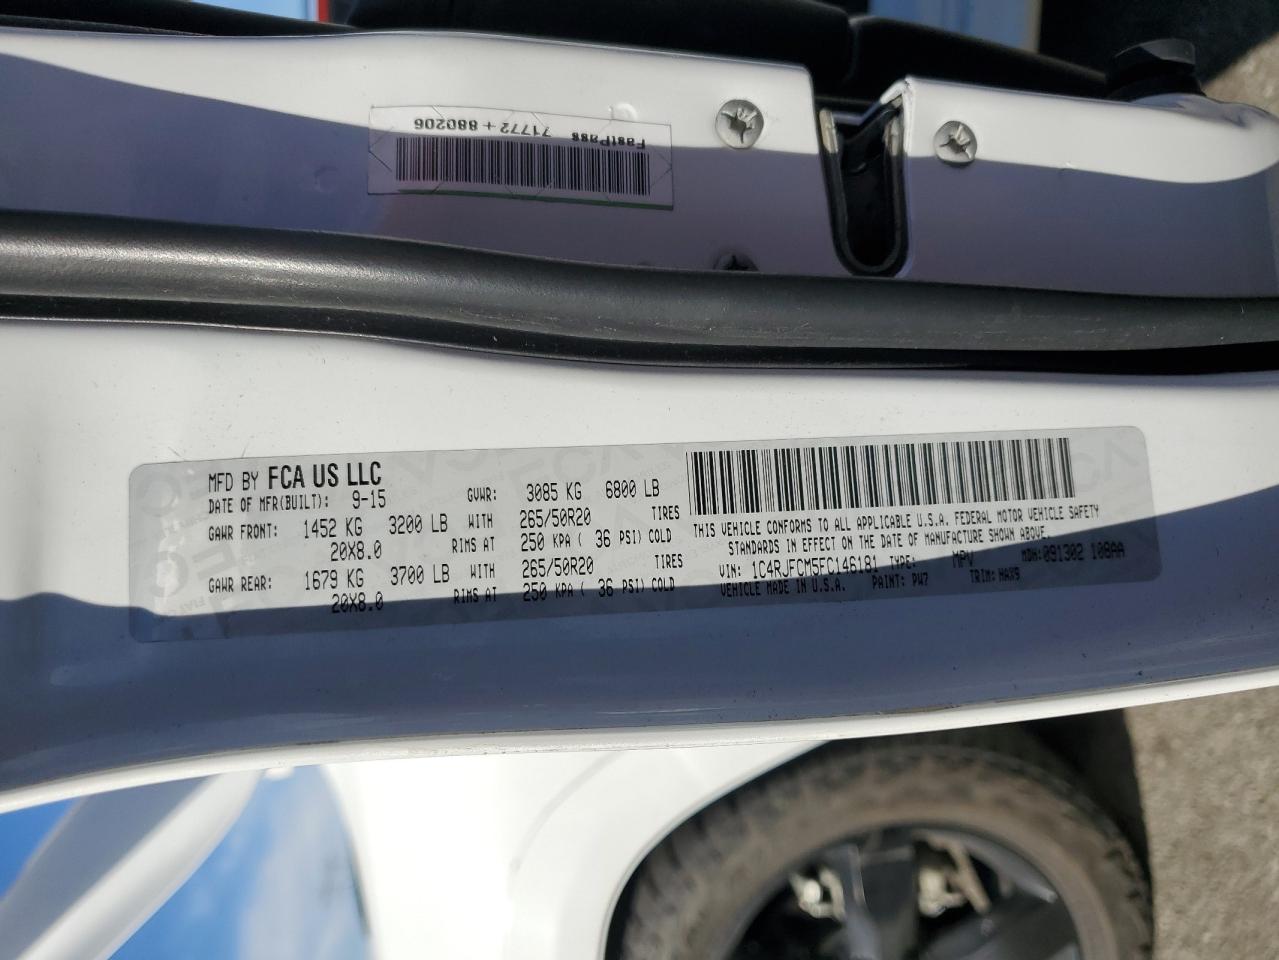 FastPass 71772 + 880206
MFD BY FCA US LLC
DATE OF MFR(BUILT): 9-15 GVWR: 3085 KG 6800 LB
GAWR FRONT: 1452 KG 3200 LB WITH 265/50R20 TIRES
20X8.0 RIMS AT 250 KPA ( 36 PSI) COLD
GAWR REAR: 1679 KG 3700 LB WITH 265/50R20 TIRES
20X8.0 RIMS AT 250 KPA ( 36 PSI) COLD
THIS VEHICLE CONFORMS TO ALL APPLICABLE U.S.A. FEDERAL MOTOR VEHICLE SAFETY
STANDARDS IN EFFECT ON THE DATE OF MANUFACTURE SHOWN ABOVE.
VIN: 1C4RJFCM5FC146181 TYPE: MPV MDH: 091302 108AA
VEHICLE MADE IN U.S.A. PAINT: PW7 TRIM: HAX9